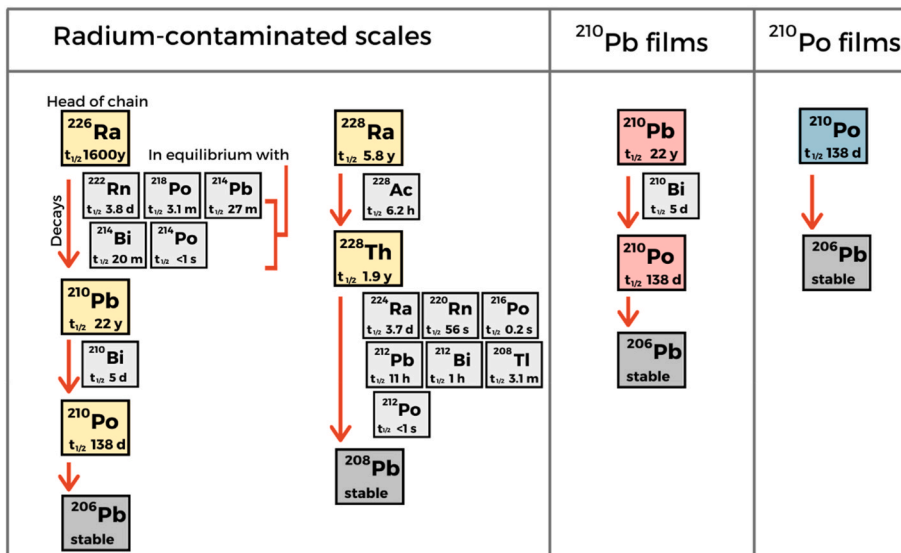 Radium-contaminated scales
²¹⁰Pb films
²¹⁰Po films
Head of chain
²²⁶Ra
t1/2 1600y
In equilibrium with
Decays
²²²Rn
t1/2 3.8 d
²¹⁸Po
t1/2 3.1 m
²¹⁴Pb
t1/2 27 m
²¹⁴Bi
t1/2 20 m
²¹⁴Po
t1/2 <1 s
²¹⁰Pb
t1/2 22 y
²¹⁰Bi
t1/2 5 d
²¹⁰Po
t1/2 138 d
²⁰⁶Pb
stable
²²⁸Ra
t1/2 5.8 y
²²⁸Ac
t1/2 6.2 h
²²⁸Th
t1/2 1.9 y
²²⁴Ra
t1/2 3.7 d
²²⁰Rn
t1/2 56 s
²¹⁶Po
t1/2 0.2 s
²¹²Pb
t1/2 11 h
²¹²Bi
t1/2 1 h
²⁰⁸Tl
t1/2 3.1 m
²¹²Po
t1/2 <1 s
²⁰⁸Pb
stable
²¹⁰Pb
t1/2 22 y
²¹⁰Bi
t1/2 5 d
²¹⁰Po
t1/2 138 d
²⁰⁶Pb
stable
²¹⁰Po
t1/2 138 d
²⁰⁶Pb
stable